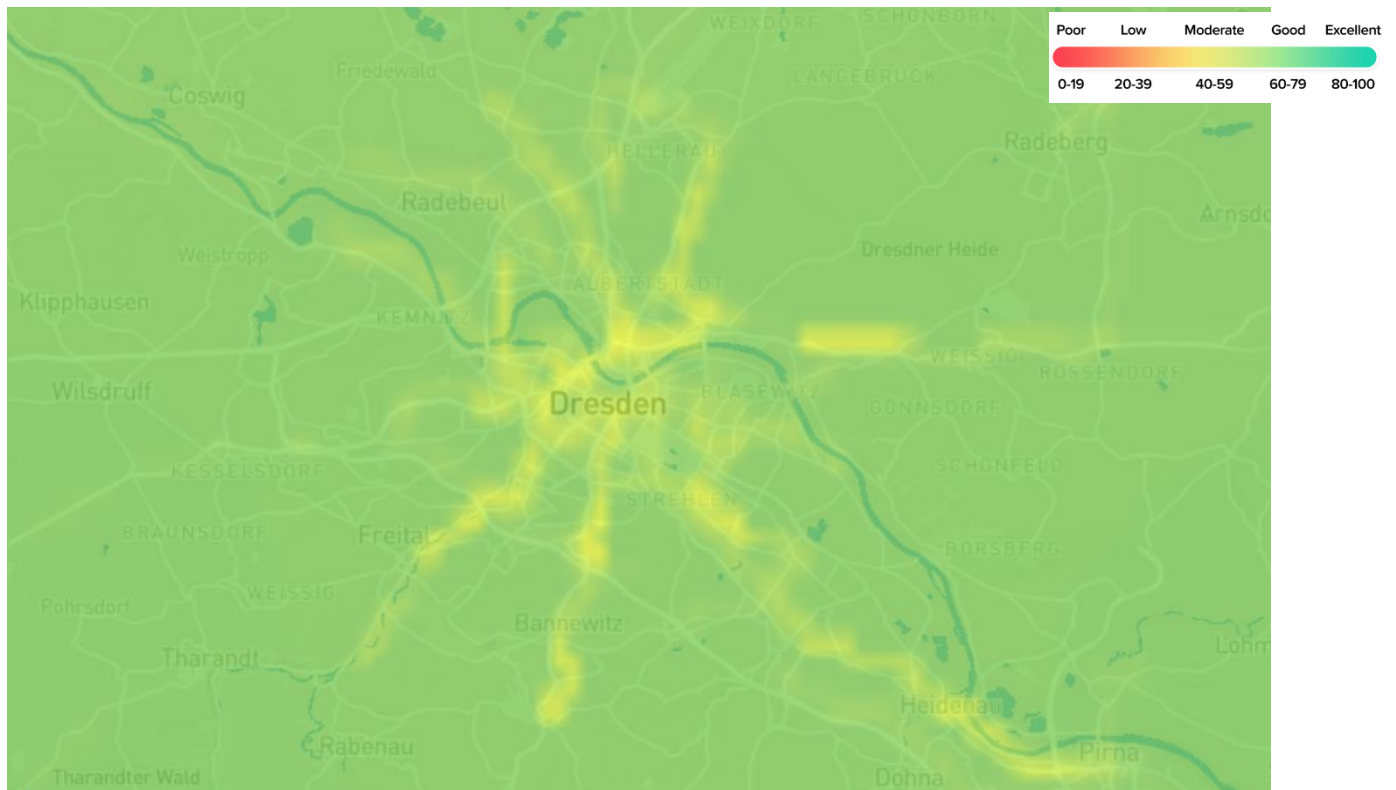 WEIXDORF
SCHÖNBORN
Poor Low Moderate Good Excellent
0-19 20-39 40-59 60-79 80-100
Friedewald
LANGEBRÜCK
Coswig
Radeberg
HELLERAU
Radebeul
Arnsdo
Weistropp
Dresdner Heide
ALBERTSTADT
Klipphausen
KEMNITZ
WEISSIG
ROSSENDORF
Wilsdruff
BLASEWITZ
Dresden
GÖNNSDORF
KESSELSDORF
SCHÖNFELD
STREHLEN
BRAUNSDORF
Freital
BORSBERG
WEISSIG
Pohrsdorf
Bannewitz
Tharandt
Lohm
Heidenau
Rabenau
Pirna
Tharandter Wald
Dohna